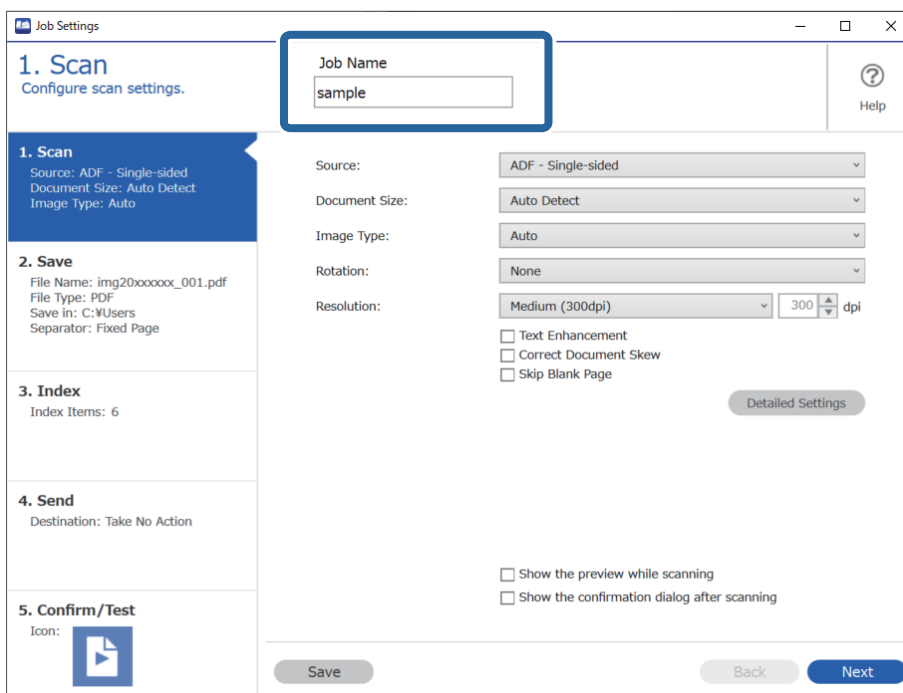 Job Settings
1. Scan
Configure scan settings.
Job Name
sample
?
Help
1. Scan
Source: ADF - Single-sided
Document Size: Auto Detect
Image Type: Auto
2. Save
File Name: img20xxxxxx_001.pdf
File Type: PDF
Save in: C:¥Users
Separator: Fixed Page
3. Index
Index Items: 6
4. Send
Destination: Take No Action
5. Confirm/Test
Icon:
Source: ADF - Single-sided
Document Size: Auto Detect
Image Type: Auto
Rotation: None
Resolution: Medium (300dpi) 300 dpi
Text Enhancement
Correct Document Skew
Skip Blank Page
Detailed Settings
Show the preview while scanning
Show the confirmation dialog after scanning
Save Back Next